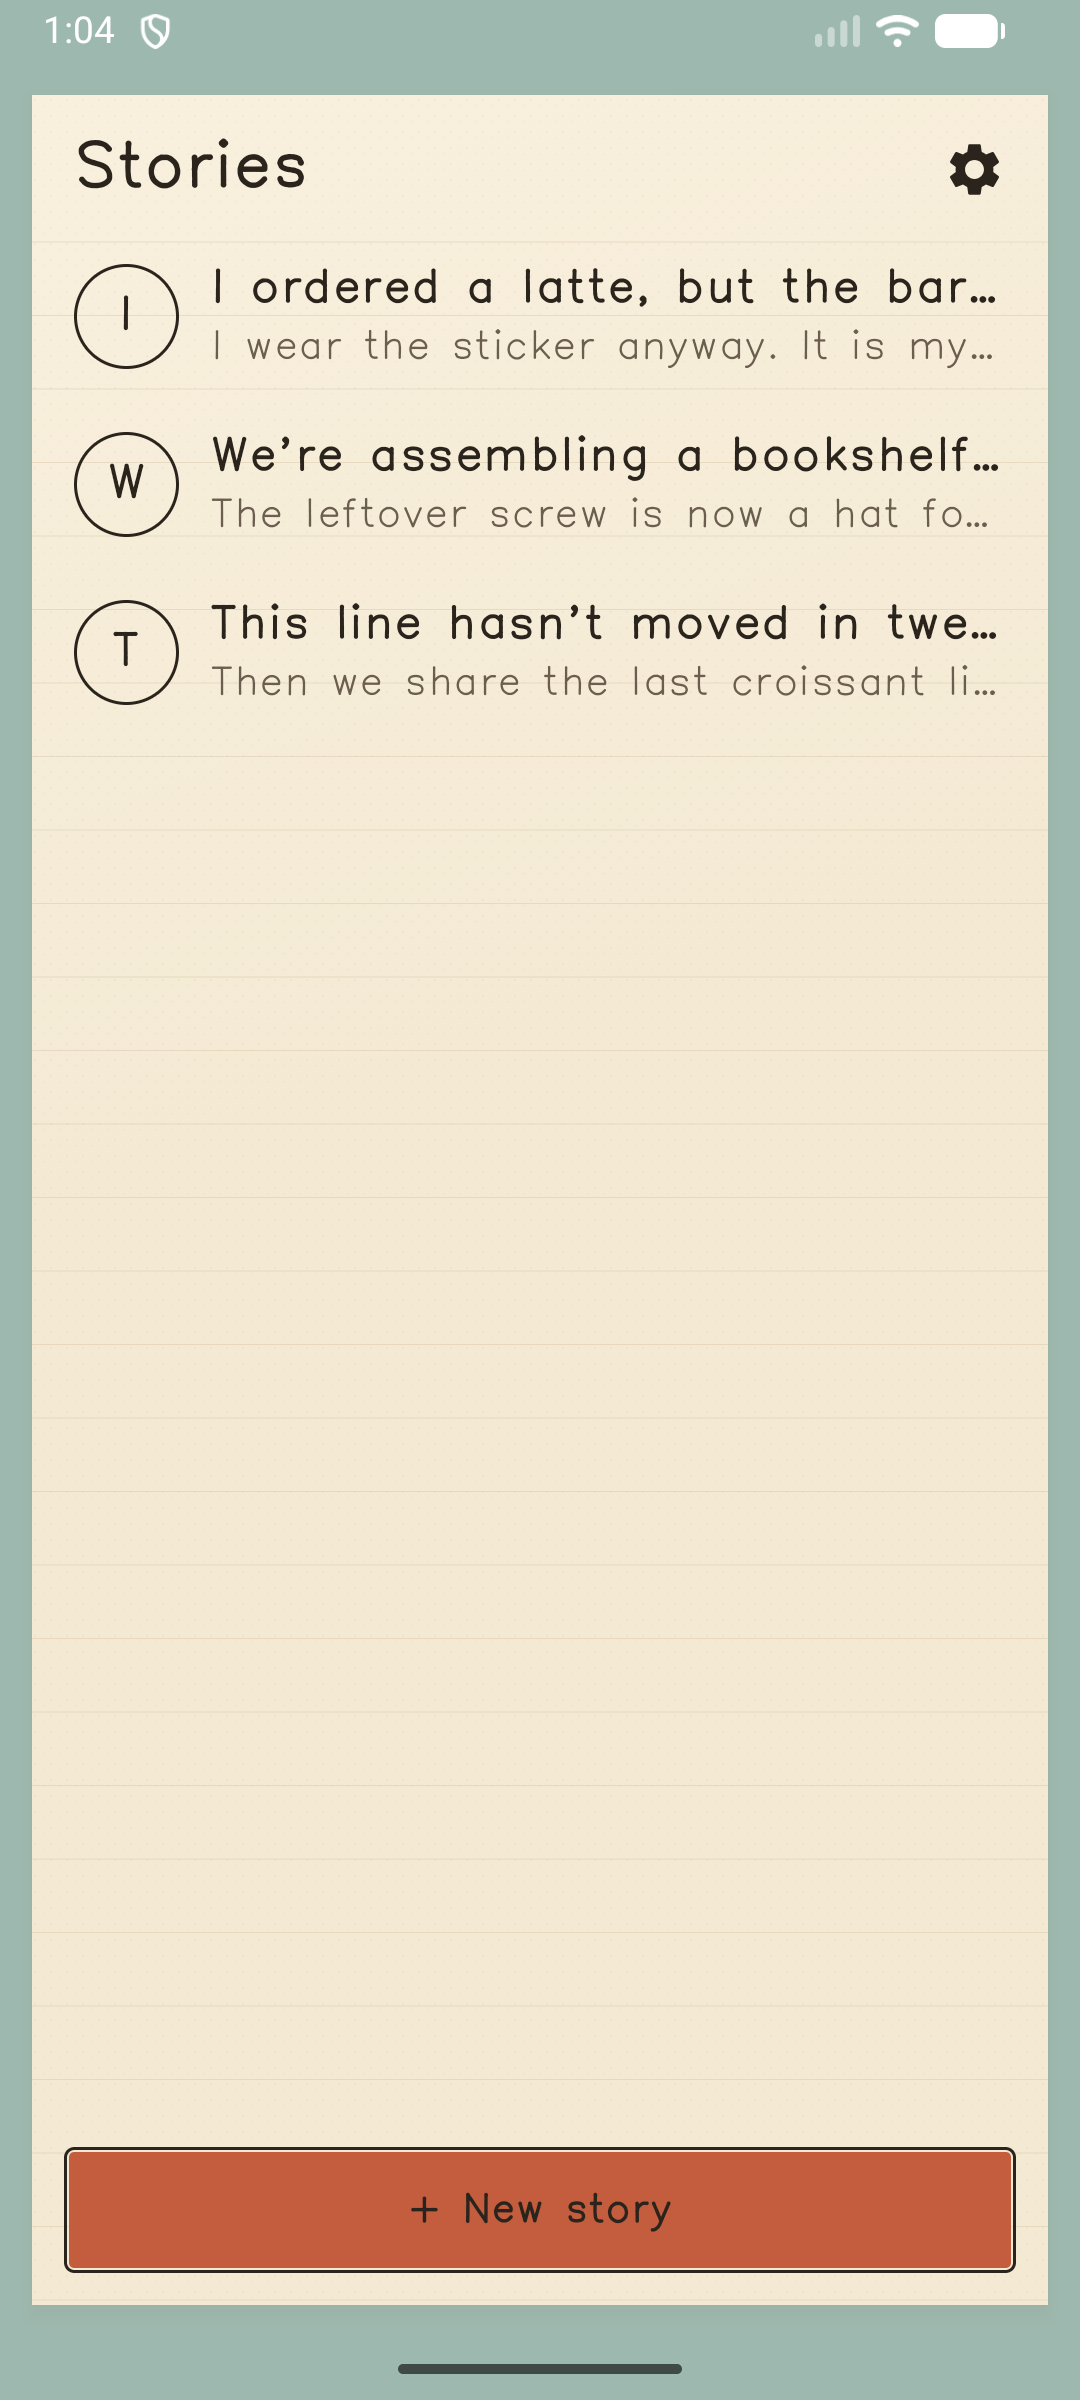 1:04
Stories
I
I ordered a latte, but the bar…
I wear the sticker anyway. It is my…
W
We’re assembling a bookshelf…
The leftover screw is now a hat fo…
T
This line hasn’t moved in twe…
Then we share the last croissant li…
+ New story